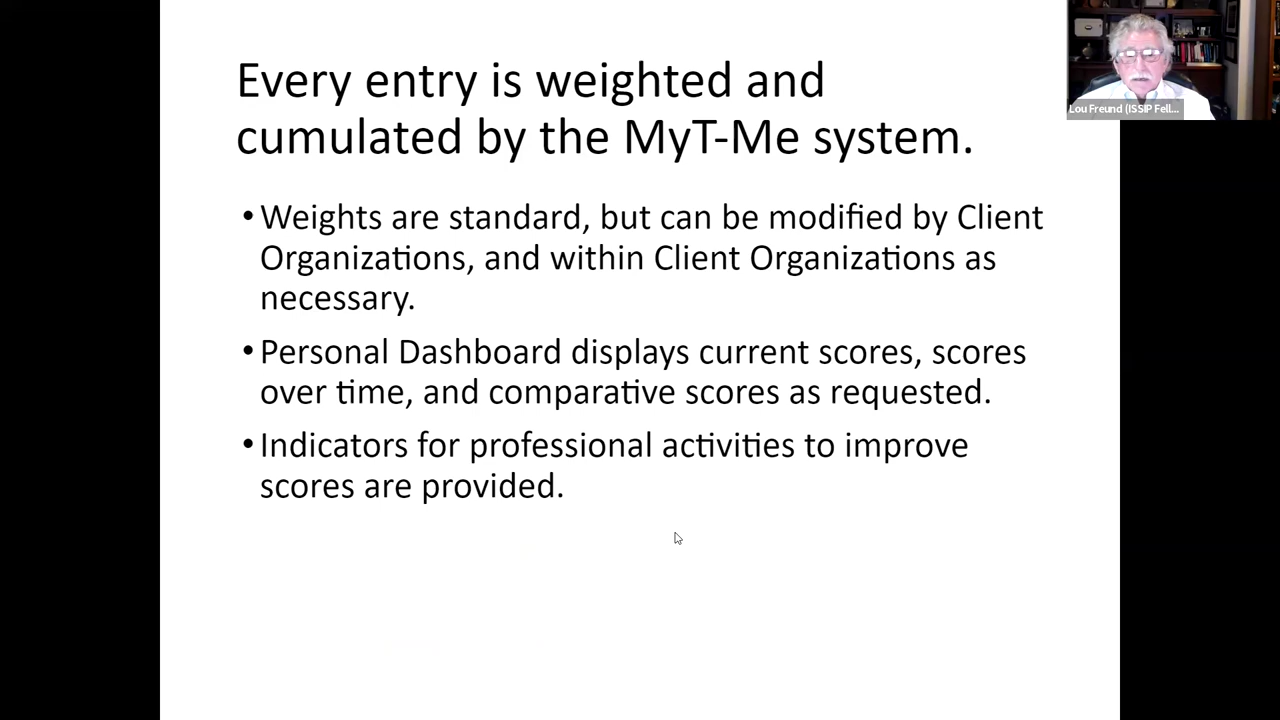 Every entry is weighted and
cumulated by the MyT-Me system.
•Weights are standard, but can be modified by Client
Organizations, and within Client Organizations as
necessary.
•Personal Dashboard displays current scores, scores
over time, and comparative scores as requested.
•Indicators for professional activities to improve
scores are provided.
Lou Freund (ISSIP Fell...